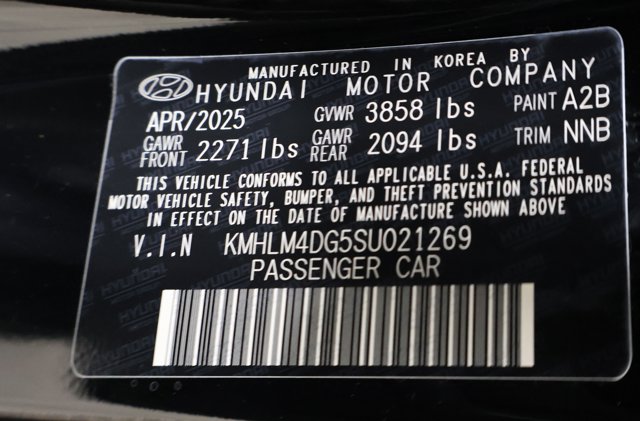 MANUFACTURED IN KOREA BY
HYUNDAI MOTOR COMPANY
APR/2025 GVWR 3858 lbs PAINT A2B
GAWR FRONT 2271 lbs GAWR REAR 2094 lbs TRIM NNB
THIS VEHICLE CONFORMS TO ALL APPLICABLE U.S.A. FEDERAL
MOTOR VEHICLE SAFETY, BUMPER, AND THEFT PREVENTION STANDARDS
IN EFFECT ON THE DATE OF MANUFACTURE SHOWN ABOVE
V.I.N KMHLM4DG5SU021269
PASSENGER CAR